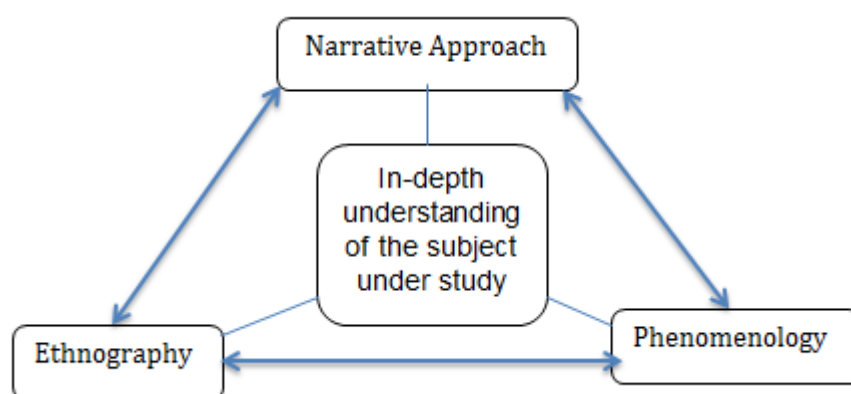 Narrative Approach
In-depth
understanding
of the subject
under study
Ethnography
Phenomenology